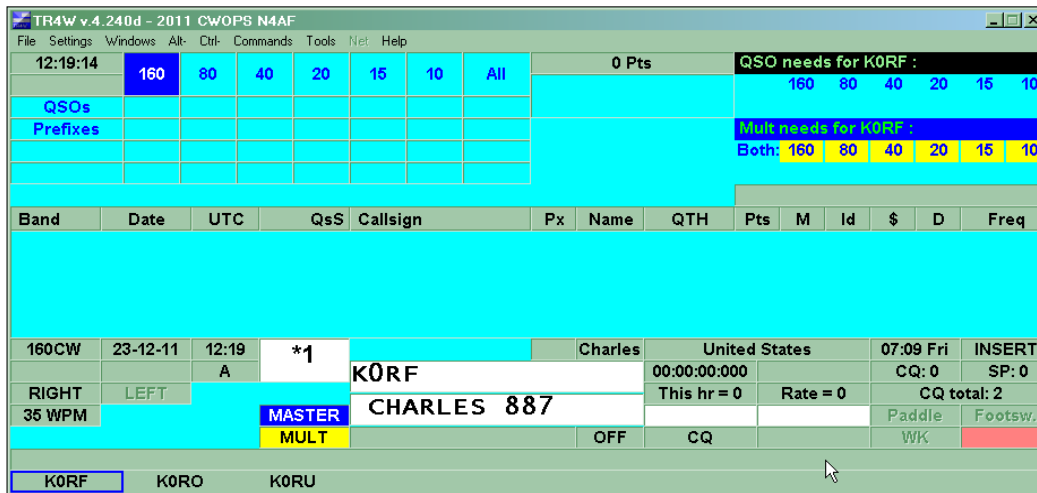 TR4W v.4.240d - 2011 CWOPS N4AF
File Settings Windows Alt- Ctrl- Commands Tools Net Help
12:19:14 160 80 40 20 15 10 All 0 Pts QSO needs for K0RF :
160 80 40 20 15 10
QSOs
Prefixes Mult needs for K0RF :
Both: 160 80 40 20 15 10
Band Date UTC QsS Callsign Px Name QTH Pts M Id $ D Freq
160CW 23-12-11 12:19 *1 Charles United States 07:09 Fri INSERT
A K0RF 00:00:00:000 CQ: 0 SP: 0
RIGHT LEFT This hr = 0 Rate = 0 CQ total: 2
35 WPM MASTER CHARLES 887 Paddle Footsw.
MULT OFF CQ WK
K0RF K0RO K0RU